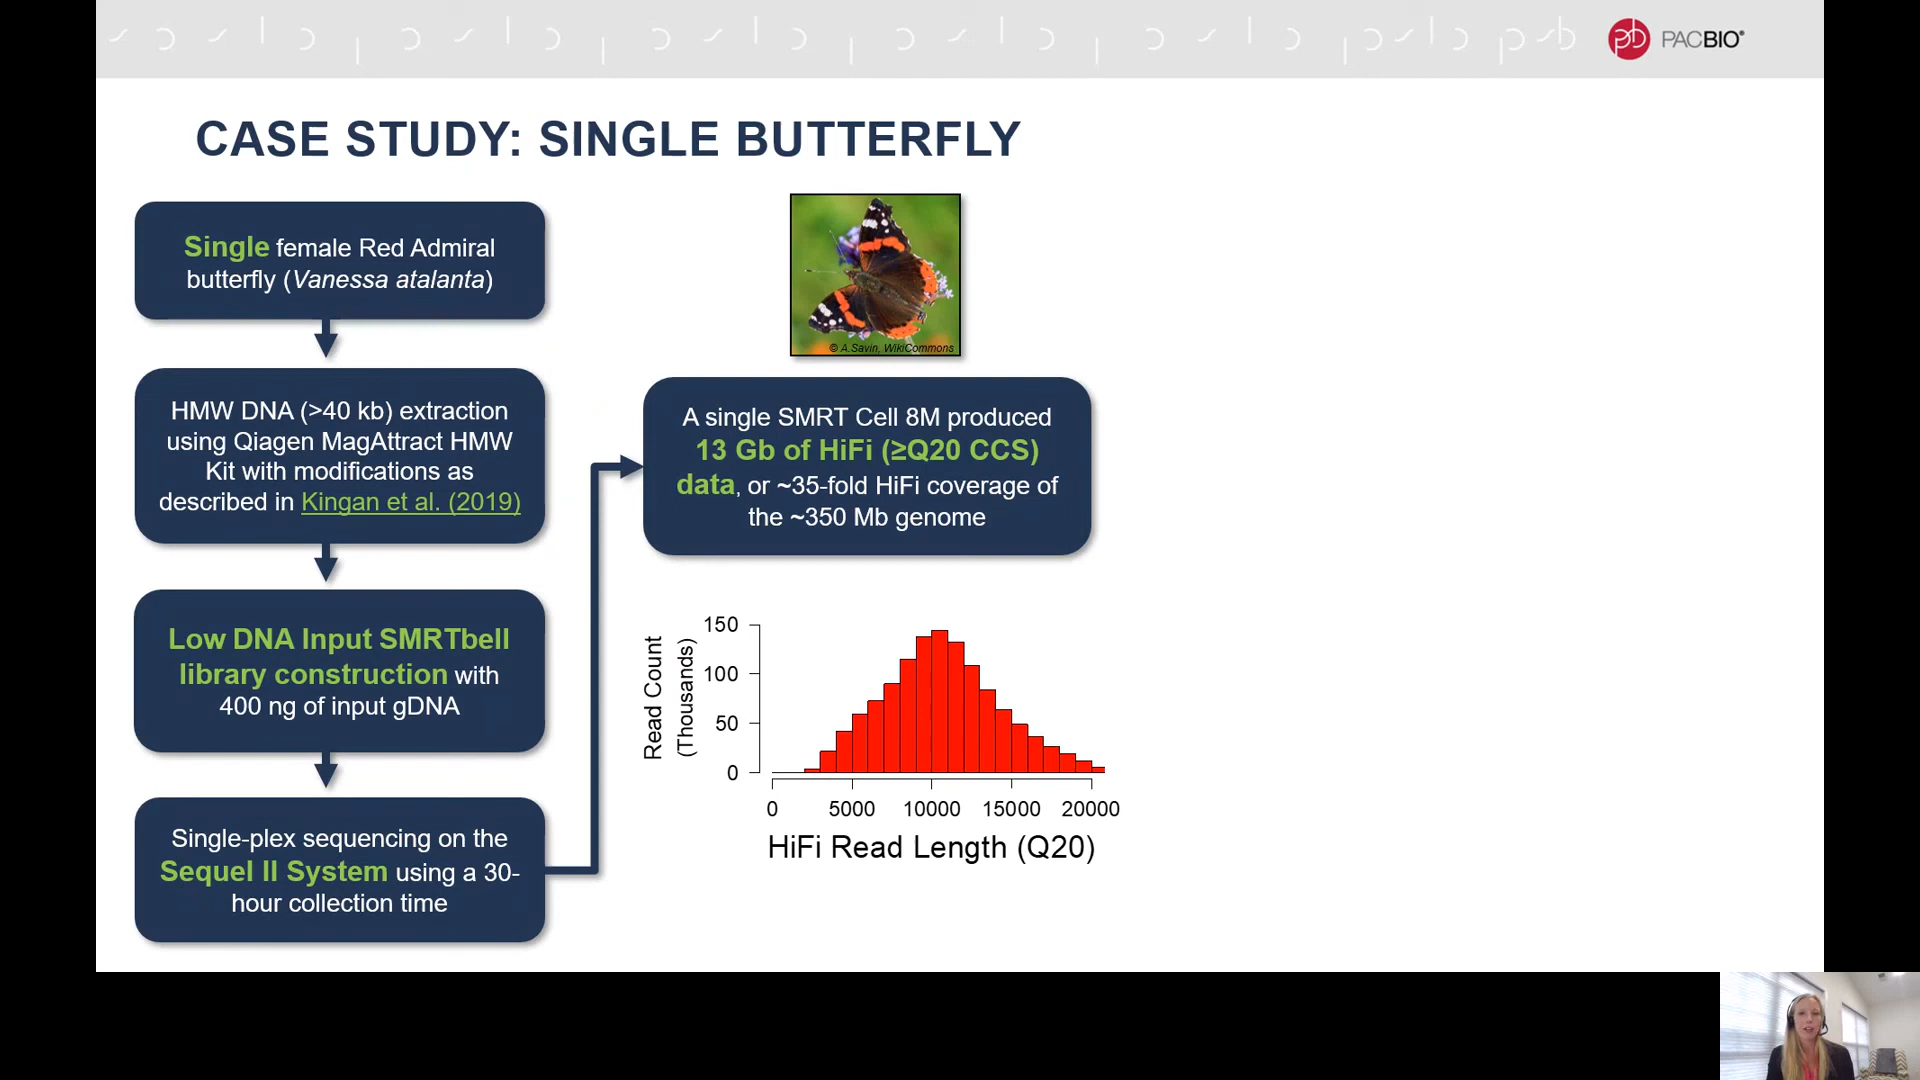 PACBIO®
CASE STUDY: SINGLE BUTTERFLY
Single female Red Admiral
butterfly (Vanessa atalanta)
HMW DNA (>40 kb) extraction
using Qiagen MagAttract HMW
Kit with modifications as
described in Kingan et al. (2019)
Low DNA Input SMRTbell
library construction with
400 ng of input gDNA
Single-plex sequencing on the
Sequel II System using a 30-
hour collection time
© A.Savin, WikiCommons
A single SMRT Cell 8M produced
13 Gb of HiFi (≥Q20 CCS)
data, or ~35-fold HiFi coverage of
the ~350 Mb genome
Read Count
(Thousands)
150
100
50
0
0 5000 10000 15000 20000
HiFi Read Length (Q20)